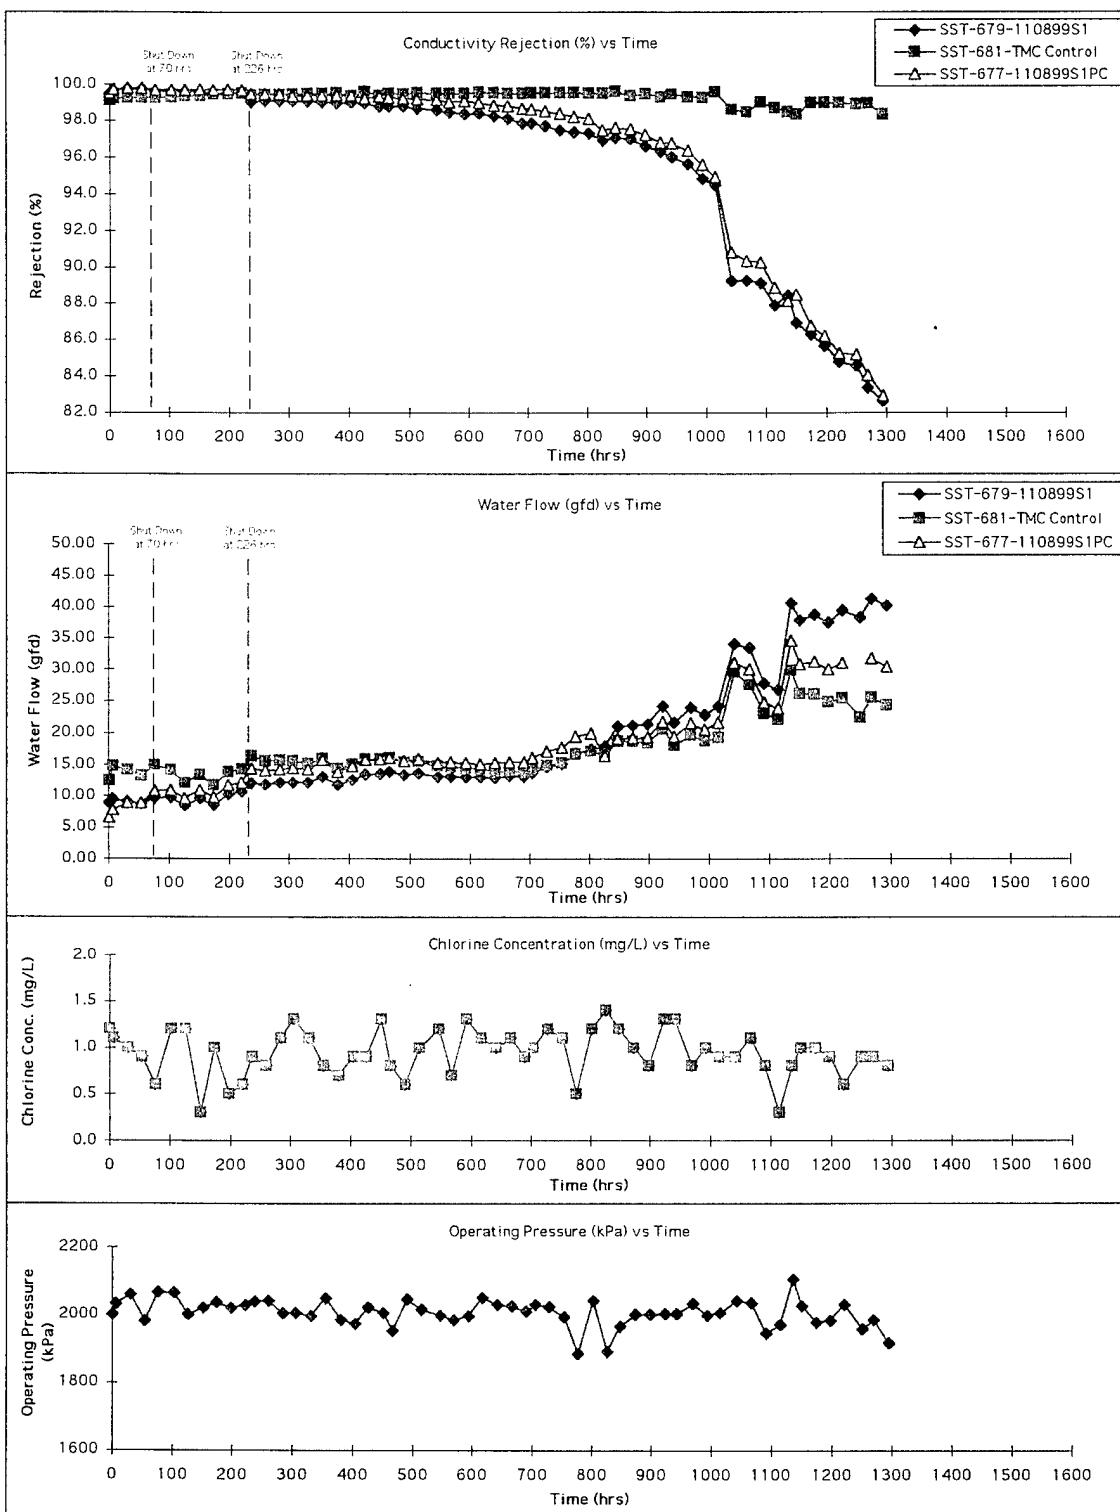 Conductivity Rejection (%) vs Time
SST-679-110899S1
SST-681-TMC Control
SST-677-110899S1PC
Shut Down
at 70 hrs
Shut Down
at 226 hrs
Rejection (%)
100.0
98.0
96.0
94.0
92.0
90.0
88.0
86.0
84.0
82.0
0 100 200 300 400 500 600 700 800 900 1000 1100 1200 1300 1400 1500 1600
Time (hrs)
Water Flow (gfd) vs Time
SST-679-110899S1
SST-681-TMC Control
SST-677-110899S1PC
Shut Down
at 70 hrs
Shut Down
at 226 hrs
Water Flow (gfd)
50.00
45.00
40.00
35.00
30.00
25.00
20.00
15.00
10.00
5.00
0.00
0 100 200 300 400 500 600 700 800 900 1000 1100 1200 1300 1400 1500 1600
Time (hrs)
Chlorine Concentration (mg/L) vs Time
Chlorine Conc. (mg/L)
2.0
1.5
1.0
0.5
0.0
0 100 200 300 400 500 600 700 800 900 1000 1100 1200 1300 1400 1500 1600
Time (hrs)
Operating Pressure (kPa) vs Time
Operating Pressure
(kPa)
2200
2000
1800
1600
0 100 200 300 400 500 600 700 800 900 1000 1100 1200 1300 1400 1500 1600
Time (hrs)